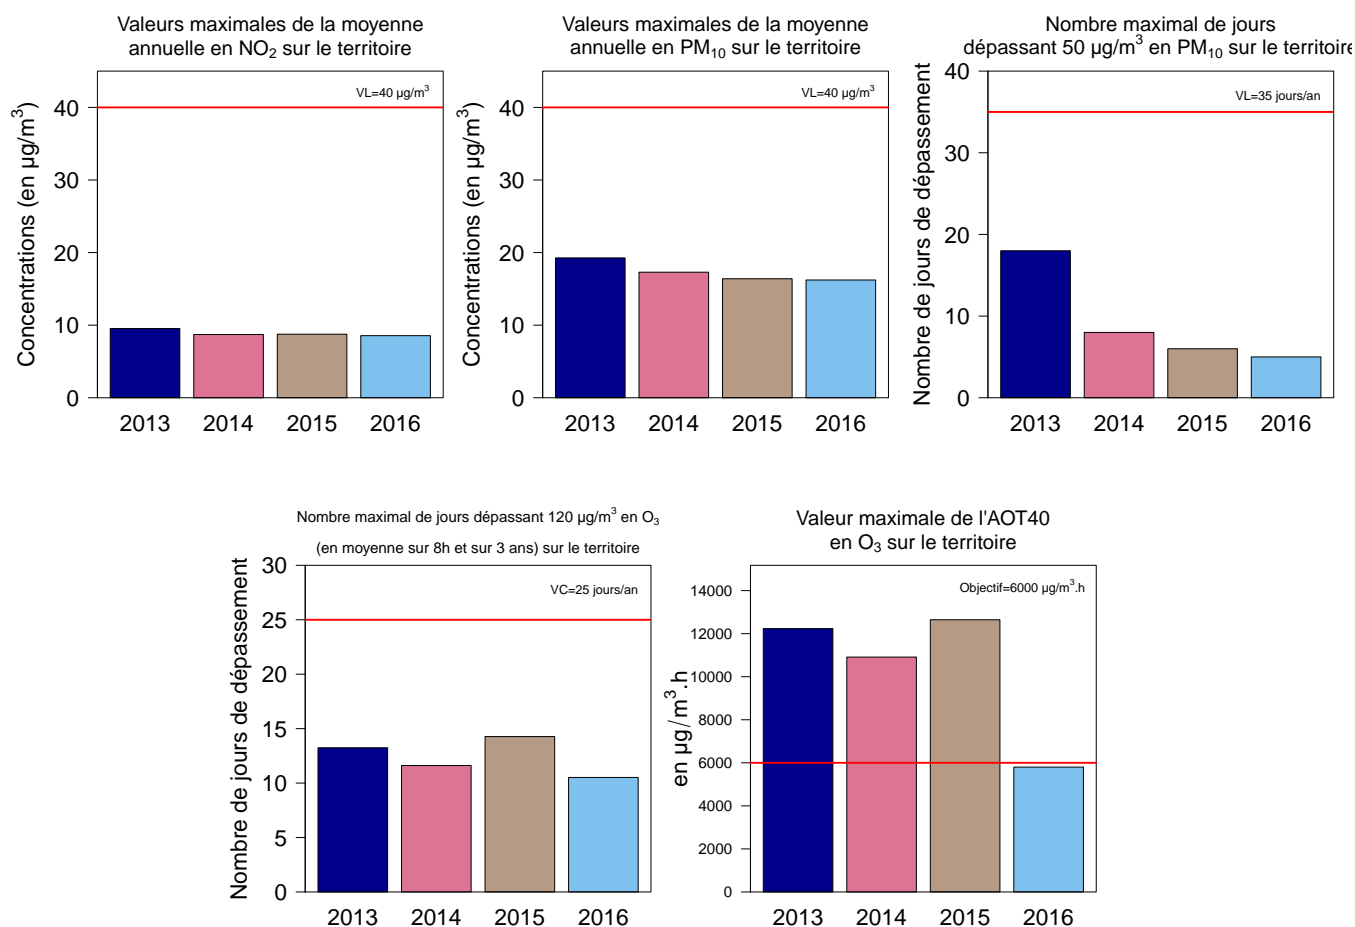 Valeurs maximales de la moyenne
annuelle en NO₂ sur le territoire
VL=40 µg/m³
Concentrations (en µg/m³)
40
30
20
10
0
2013 2014 2015 2016
Valeurs maximales de la moyenne
annuelle en PM₁₀ sur le territoire
VL=40 µg/m³
Concentrations (en µg/m³)
40
30
20
10
0
2013 2014 2015 2016
Nombre maximal de jours
dépassant 50 µg/m³ en PM₁₀ sur le territoire
VL=35 jours/an
Nombre de jours de dépassement
40
30
20
10
0
2013 2014 2015 2016
Nombre maximal de jours dépassant 120 µg/m³ en O₃
(en moyenne sur 8h et sur 3 ans) sur le territoire
VC=25 jours/an
Nombre de jours de dépassement
30
25
20
15
10
5
0
2013 2014 2015 2016
Valeur maximale de l'AOT40
en O₃ sur le territoire
Objectif=6000 µg/m³.h
en µg/m³.h
14000
12000
10000
8000
6000
4000
2000
0
2013 2014 2015 2016